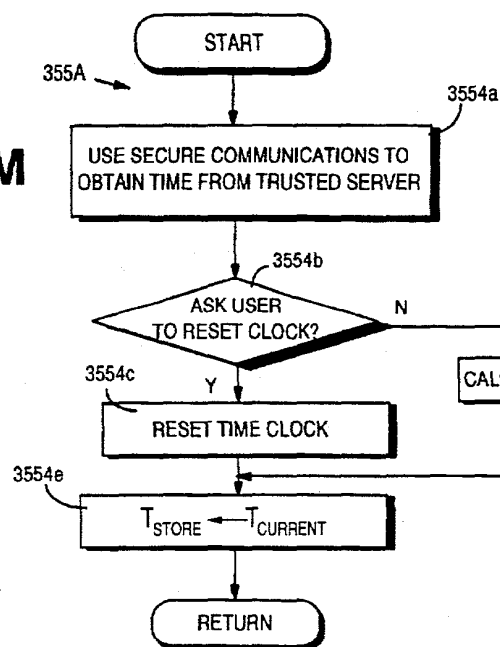 START
355A
3554a
M
USE SECURE COMMUNICATIONS TO
OBTAIN TIME FROM TRUSTED SERVER
3554b
ASK USER
TO RESET CLOCK?
N
Y
3554c
CAL
RESET TIME CLOCK
3554e
TSTORE ← TCURRENT
RETURN